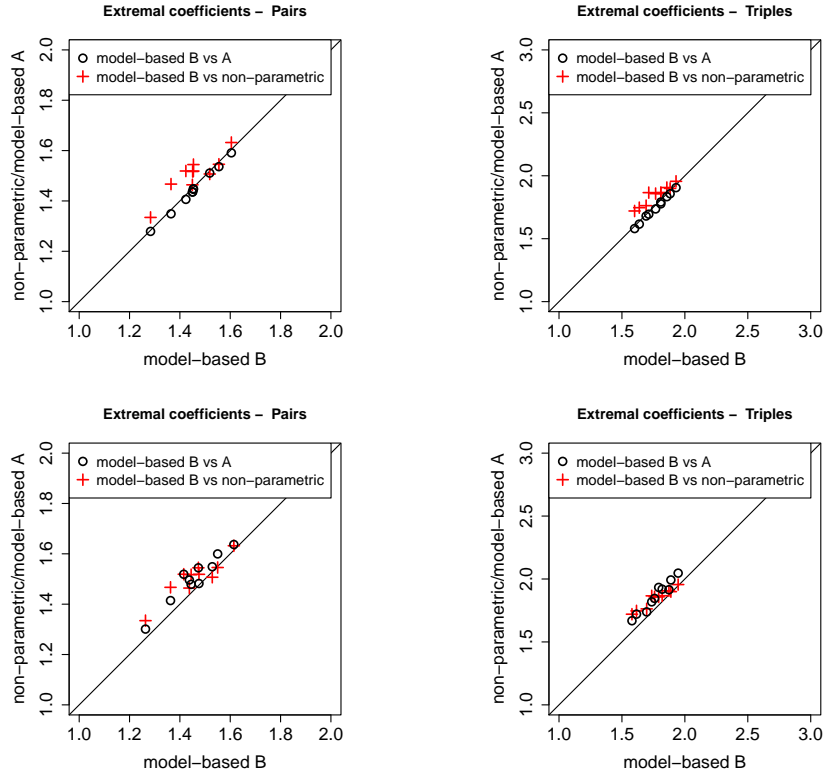 Extremal coefficients − Pairs
model−based B vs A
model−based B vs non−parametric
non−parametric/model−based A
2.0
1.8
1.6
1.4
1.2
1.0
1.0 1.2 1.4 1.6 1.8 2.0
model−based B
Extremal coefficients − Triples
model−based B vs A
model−based B vs non−parametric
non−parametric/model−based A
3.0
2.5
2.0
1.5
1.0
1.0 1.5 2.0 2.5 3.0
model−based B
Extremal coefficients − Pairs
model−based B vs A
model−based B vs non−parametric
non−parametric/model−based A
2.0
1.8
1.6
1.4
1.2
1.0
1.0 1.2 1.4 1.6 1.8 2.0
model−based B
Extremal coefficients − Triples
model−based B vs A
model−based B vs non−parametric
non−parametric/model−based A
3.0
2.5
2.0
1.5
1.0
1.0 1.5 2.0 2.5 3.0
model−based B